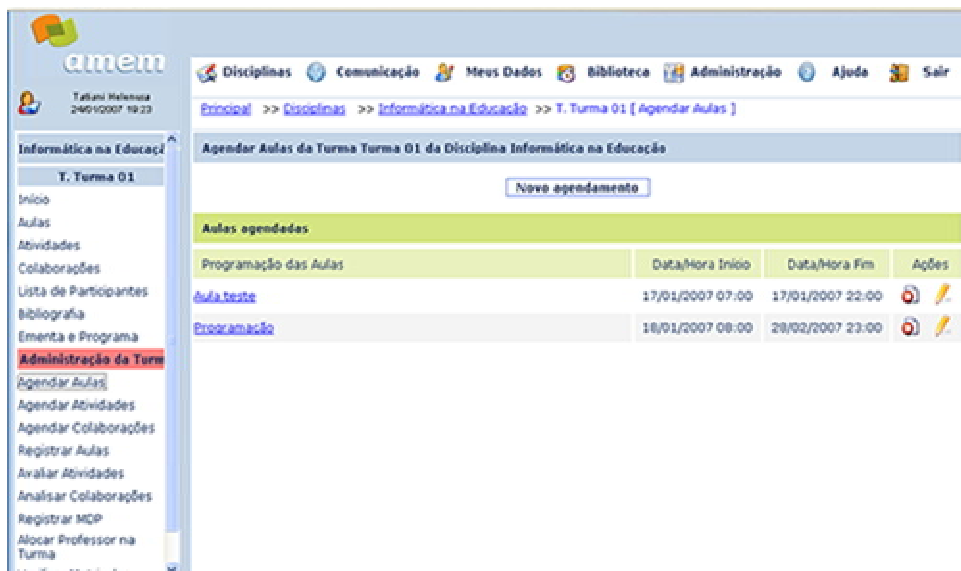 amem
Disciplinas Comunicação Meus Dados Biblioteca Administração Ajuda Sair
Tatiani Helenusa
24/01/2007 19:23
Principal >> Disciplinas >> Informática na Educação >> T. Turma 01 [ Agendar Aulas ]
Informática na Educaçã
Agendar Aulas da Turma Turma 01 da Disciplina Informática na Educação
T. Turma 01
Novo agendamento
Início
Aulas
Atividades
Colaborações
Lista de Participantes
Bibliografia
Ementa e Programa
Administração da Turm
Agendar Aulas
Agendar Atividades
Agendar Colaborações
Registrar Aulas
Avaliar Atividades
Analisar Colaborações
Registrar MDP
Alocar Professor na
Turma
Aulas agendadas
Programação das Aulas Data/Hora Início Data/Hora Fim Ações
Aula teste 17/01/2007 07:00 17/01/2007 22:00
Programação 18/01/2007 08:00 28/02/2007 23:00